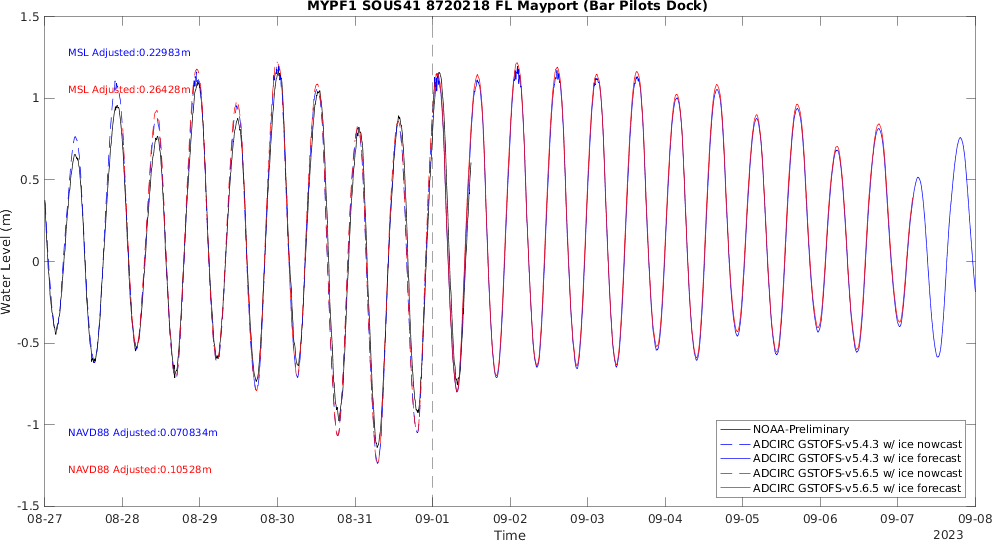 MYPF1 SOUS41 8720218 FL Mayport (Bar Pilots Dock)
1.5
1
0.5
0
-0.5
-1
-1.5
Water Level (m)
MSL Adjusted:0.22983m
MSL Adjusted:0.26428m
NAVD88 Adjusted:0.070834m
NAVD88 Adjusted:0.10528m
NOAA-Preliminary
ADCIRC GSTOFS-v5.4.3 w/ ice nowcast
ADCIRC GSTOFS-v5.4.3 w/ ice forecast
ADCIRC GSTOFS-v5.6.5 w/ ice nowcast
ADCIRC GSTOFS-v5.6.5 w/ ice forecast
08-27 08-28 08-29 08-30 08-31 09-01 09-02 09-03 09-04 09-05 09-06 09-07 09-08
Time
2023